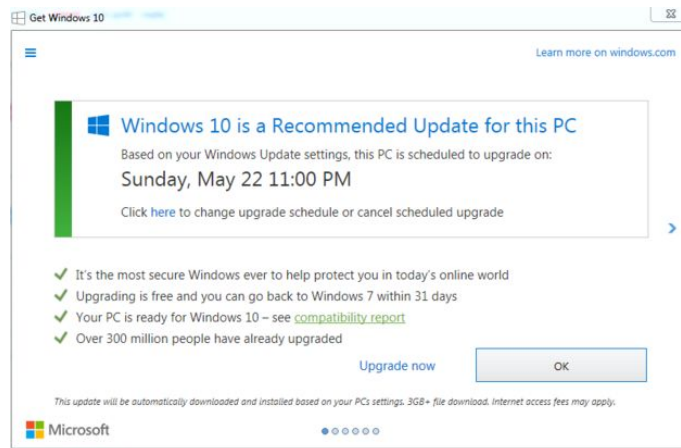 Get Windows 10
Learn more on windows.com
Windows 10 is a Recommended Update for this PC
Based on your Windows Update settings, this PC is scheduled to upgrade on:
Sunday, May 22 11:00 PM
Click here to change upgrade schedule or cancel scheduled upgrade
It's the most secure Windows ever to help protect you in today's online world
Upgrading is free and you can go back to Windows 7 within 31 days
Your PC is ready for Windows 10 – see compatibility report
Over 300 million people have already upgraded
Upgrade now
OK
This update will be automatically downloaded and installed based on your PCs settings. 3GB+ file download. Internet access fees may apply.
Microsoft